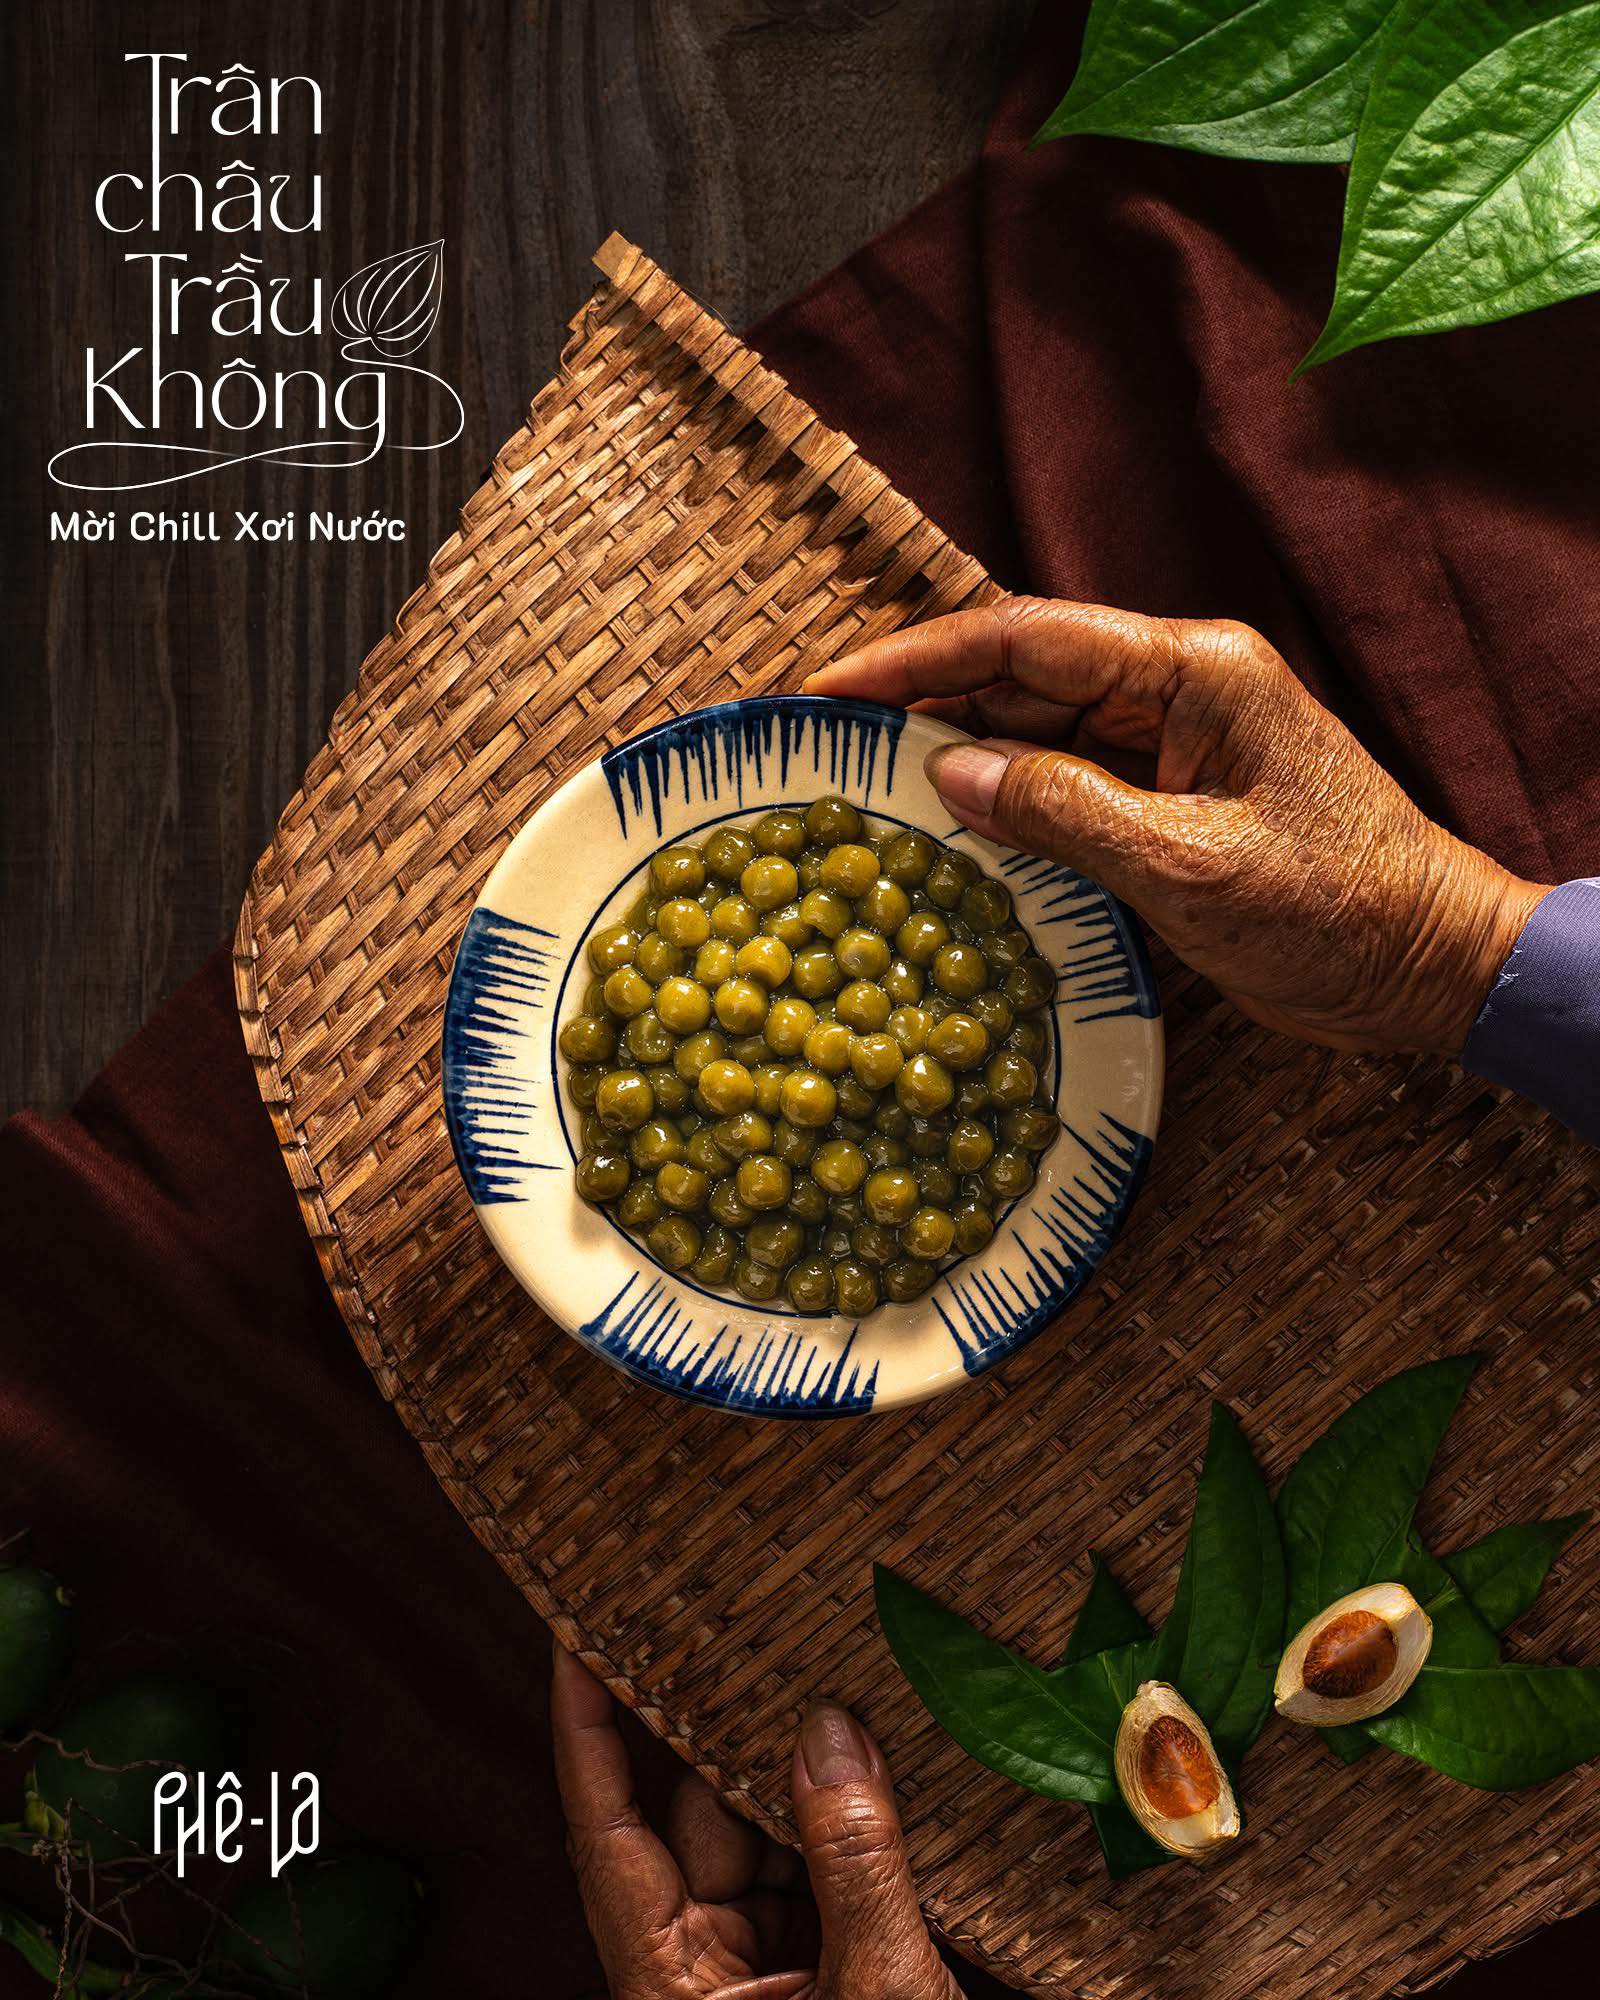 Trân
châu
Trầu
Không
Mời Chill Xơi Nước
PHÊ-LA